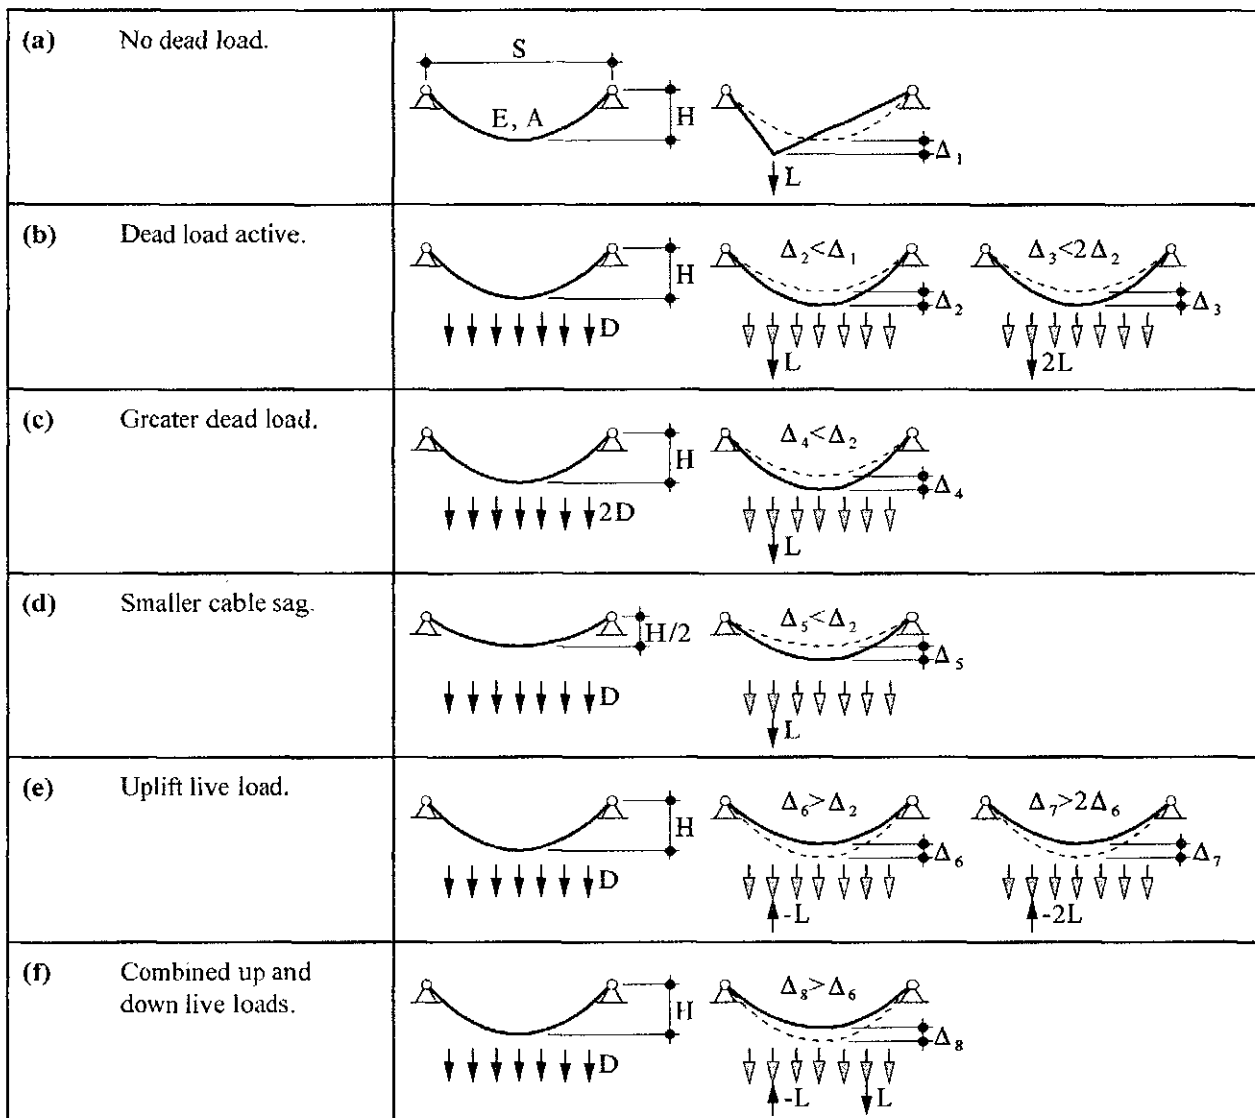 (a) No dead load.
S
E, A
H
Δ₁
L
(b) Dead load active.
H
D
Δ₂<Δ₁
Δ₂
L
Δ₃<2Δ₂
Δ₃
2L
(c) Greater dead load.
H
2D
Δ₄<Δ₂
Δ₄
L
(d) Smaller cable sag.
H/2
D
Δ₅<Δ₂
Δ₅
L
(e) Uplift live load.
H
D
Δ₆>Δ₂
Δ₆
-L
Δ₇>2Δ₆
Δ₇
-2L
(f) Combined up and
down live loads.
H
D
Δ₈>Δ₆
Δ₈
-L
L